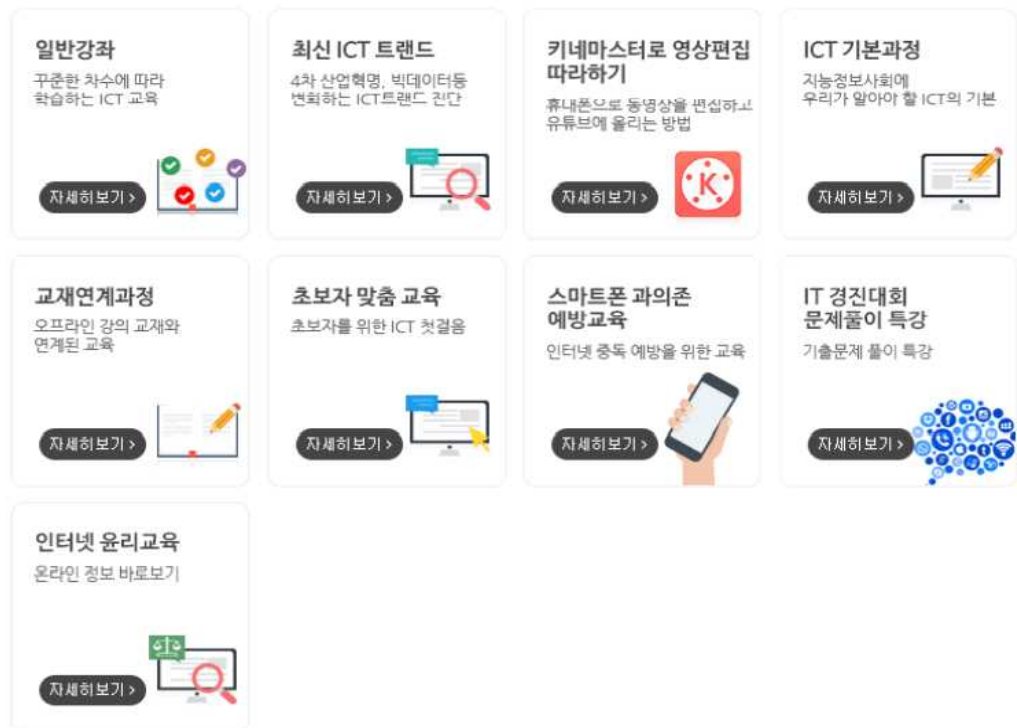 일반강좌
꾸준한 차수에 따라
학습하는 ICT 교육
자세히보기 >
최신 ICT 트랜드
4차 산업혁명, 빅데이터등
변화하는 ICT트랜드 진단
자세히보기 >
키네마스터로 영상편집
따라하기
휴내폰으로 동영상을 편집하고
유튜브에 올리는 방법
자세히보기 >
K
ICT 기본과정
지능정보사회에
우리가 알아야 할 ICT의 기본
자세히보기 >
교재연계과정
오프라인 강의 교재와
연계된 교육
자세히보기 >
초보자 맞춤 교육
초보자를 위한 ICT 첫걸음
자세히보기 >
스마트폰 과의존
예방교육
인터넷 중독 예방을 위한 교육
자세히보기 >
IT 경진대회
문제풀이 특강
기출문제 풀이 특강
자세히보기 >
인터넷 윤리교육
온라인 정보 바로보기
자세히보기 >